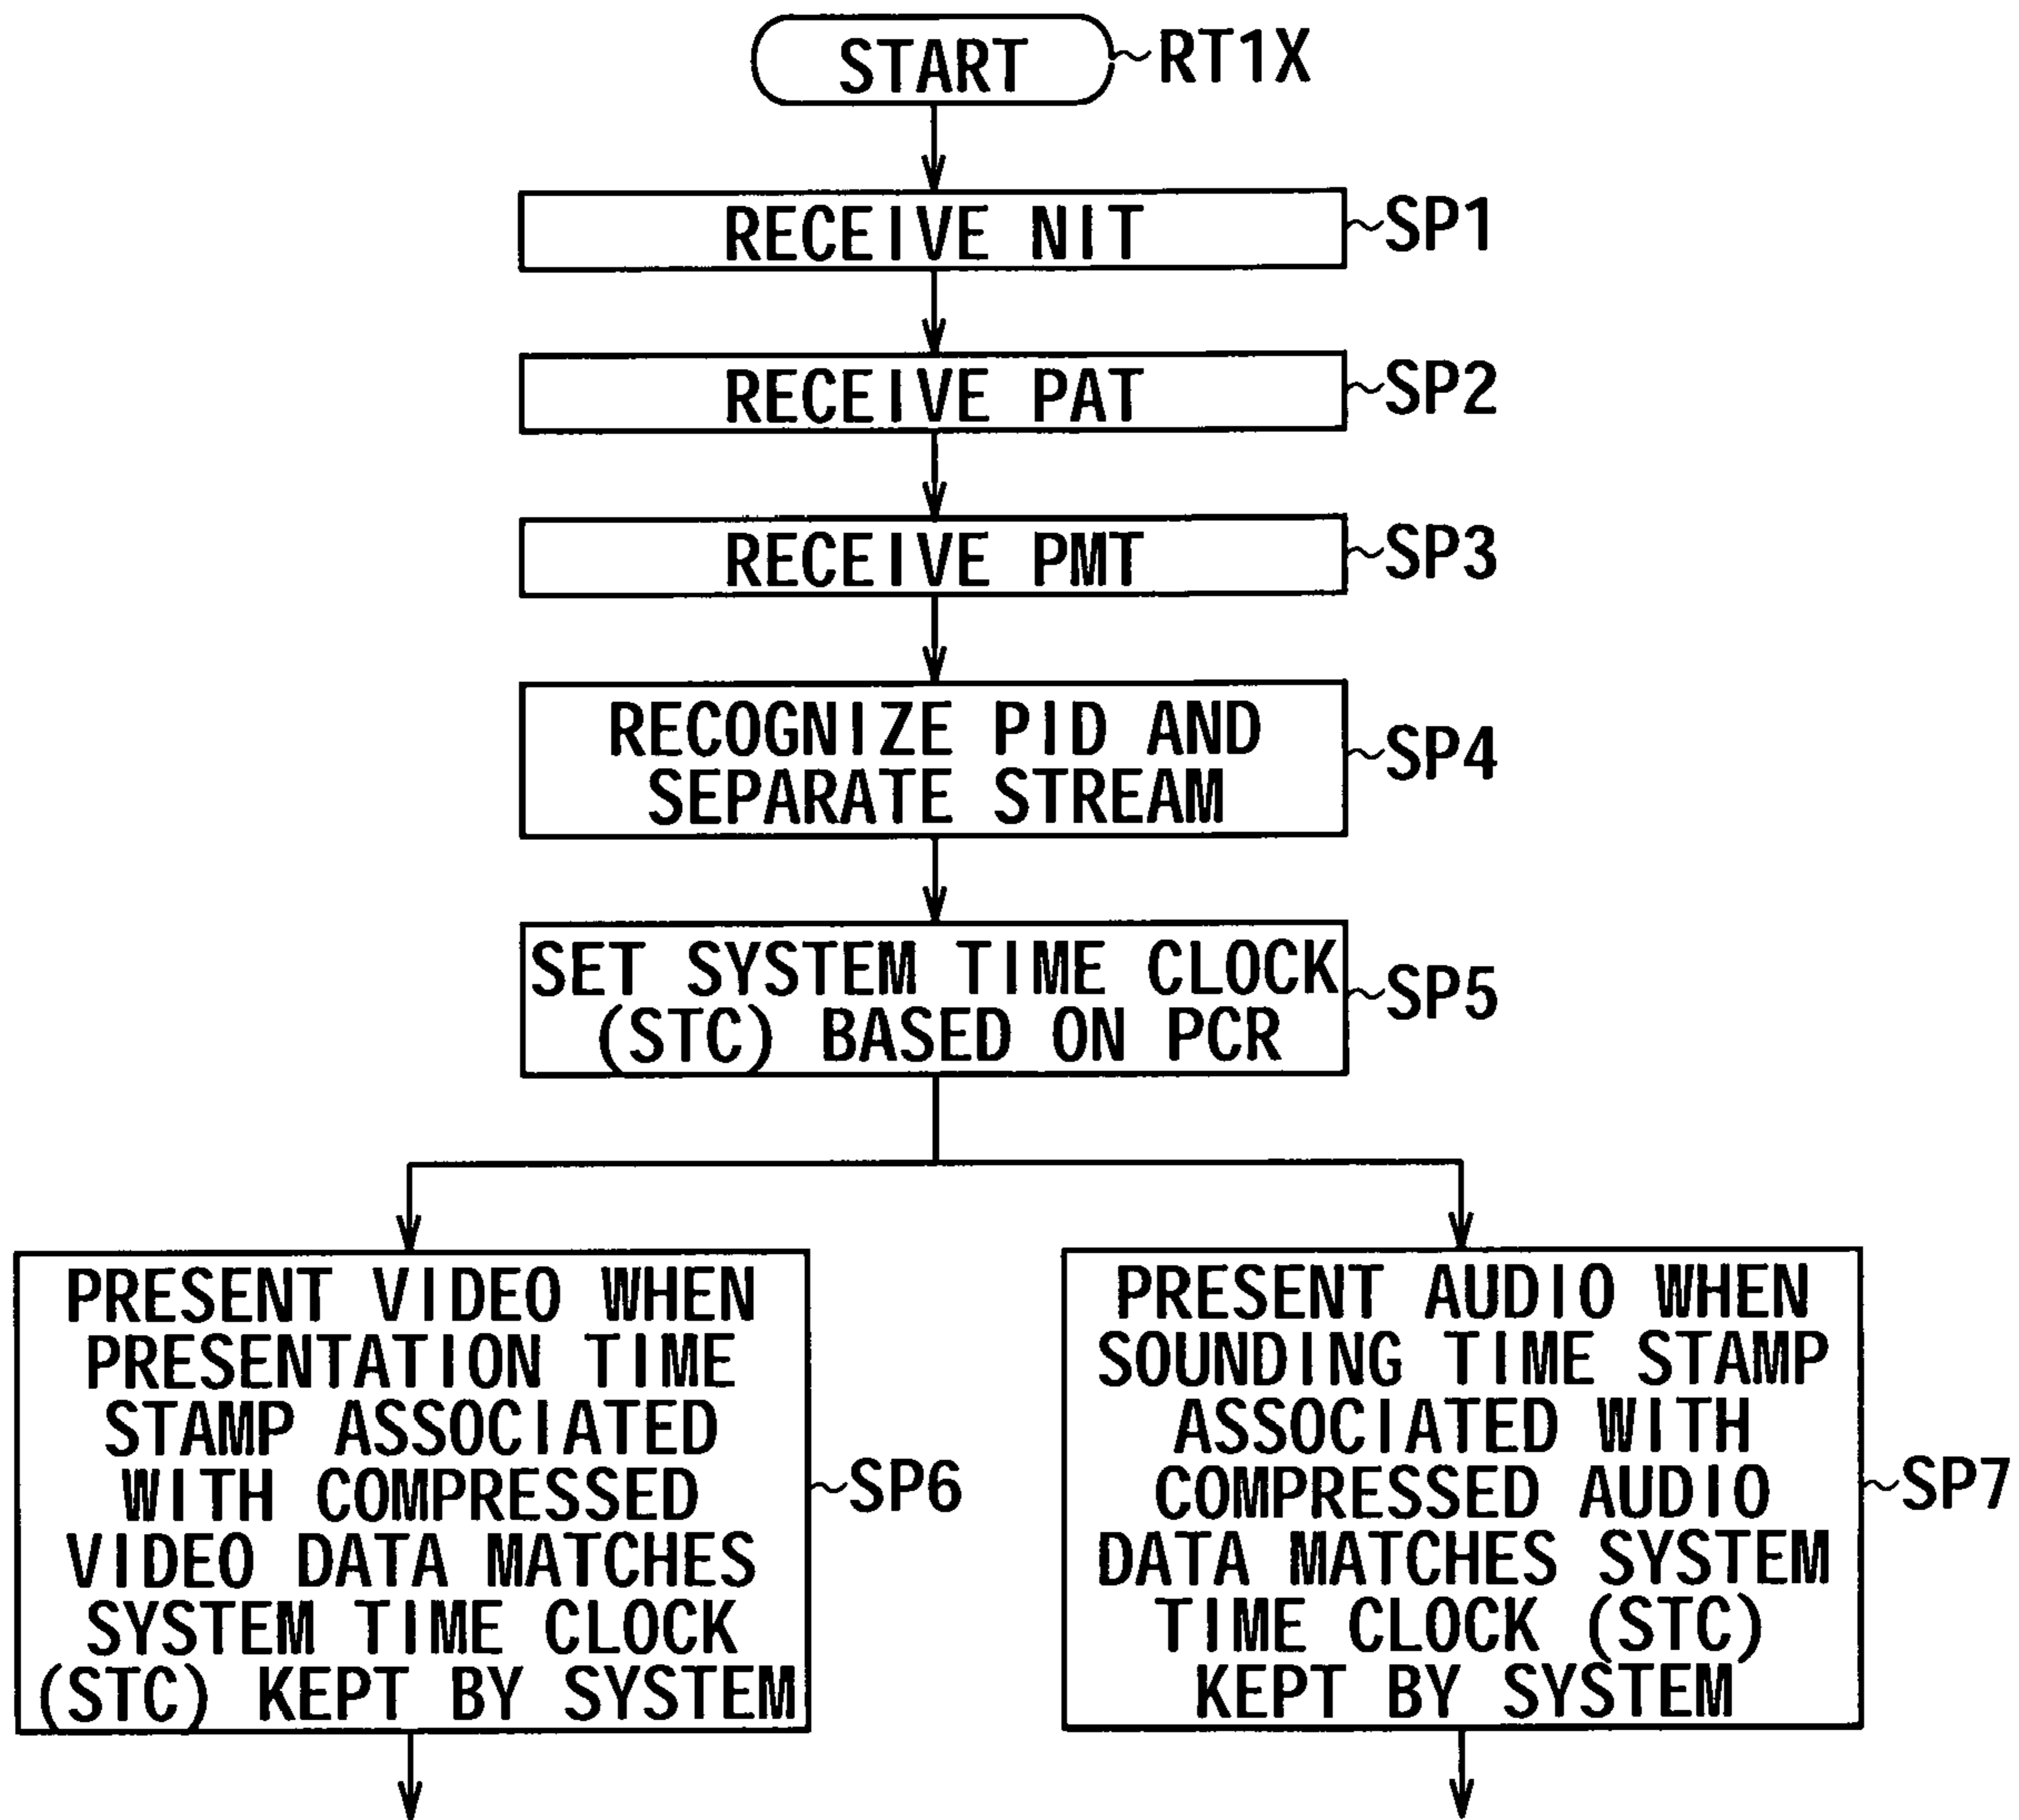 START
RT1X
RECEIVE NIT
SP1
RECEIVE PAT
SP2
RECEIVE PMT
SP3
RECOGNIZE PID AND
SEPARATE STREAM
SP4
SET SYSTEM TIME CLOCK
(STC) BASED ON PCR
SP5
PRESENT VIDEO WHEN
PRESENTATION TIME
STAMP ASSOCIATED
WITH COMPRESSED
VIDEO DATA MATCHES
SYSTEM TIME CLOCK
(STC) KEPT BY SYSTEM
SP6
PRESENT AUDIO WHEN
SOUNDING TIME STAMP
ASSOCIATED WITH
COMPRESSED AUDIO
DATA MATCHES SYSTEM
TIME CLOCK (STC)
KEPT BY SYSTEM
SP7